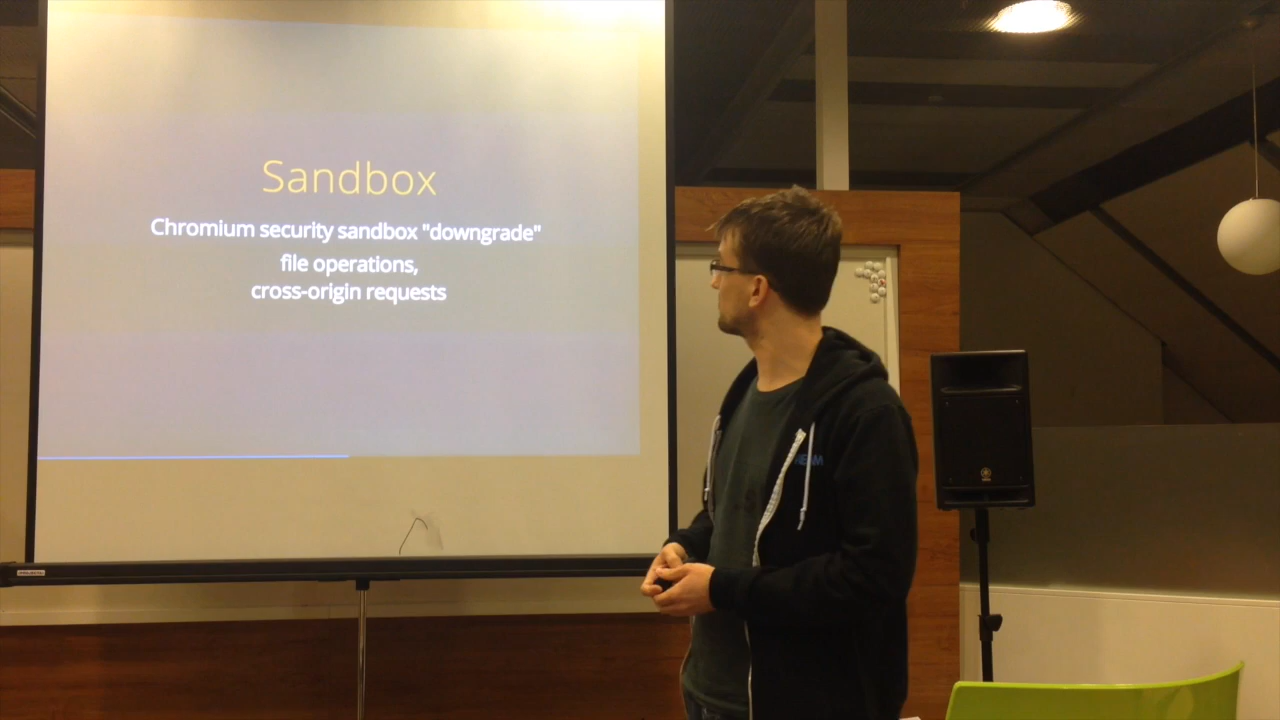 Sandbox
Chromium security sandbox "downgrade"
file operations,
cross-origin requests